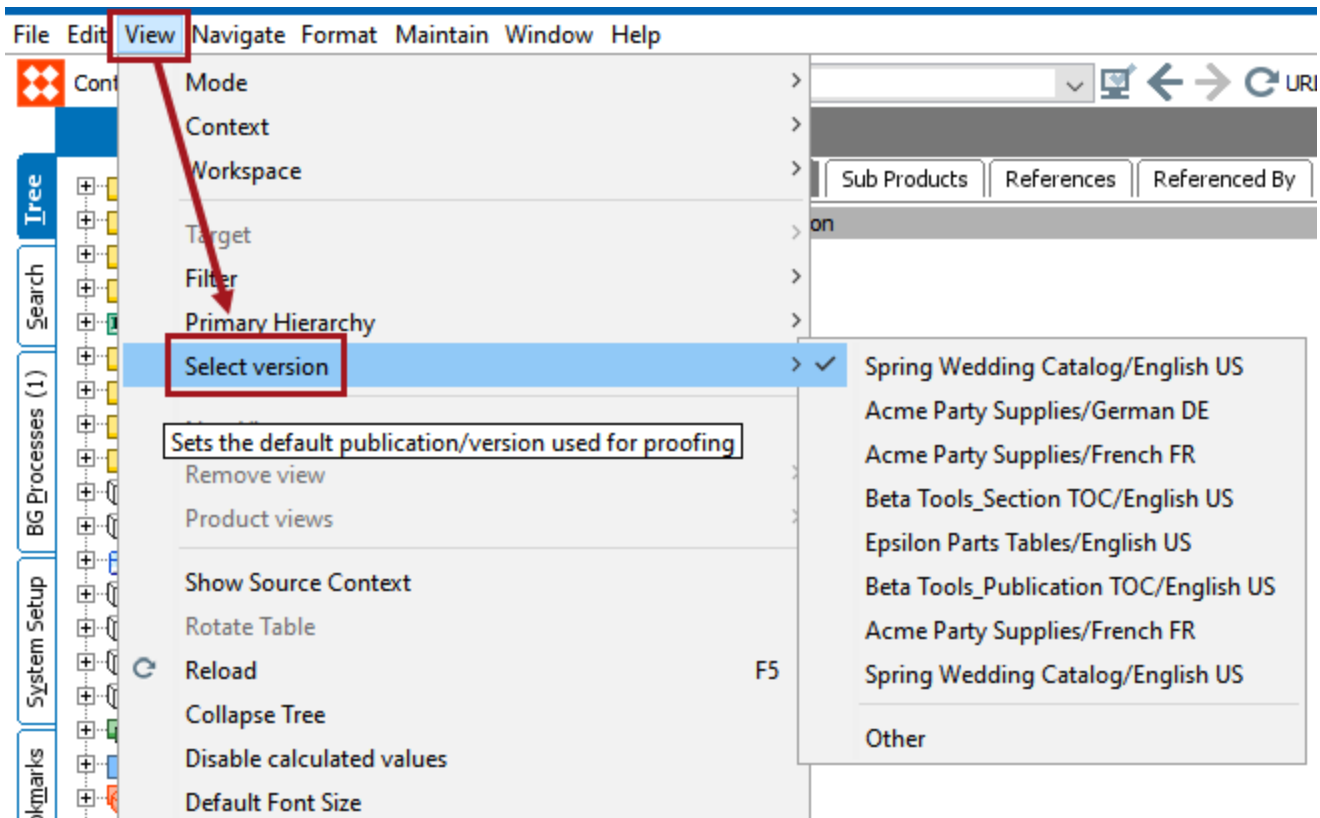 File Edit View Navigate Format Maintain Window Help
Mode
Context
Workspace
Target
Filter
Primary Hierarchy
Select version
Sets the default publication/version used for proofing
Remove view
Product views
Show Source Context
Rotate Table
Reload F5
Collapse Tree
Disable calculated values
Default Font Size
Spring Wedding Catalog/English US
Acme Party Supplies/German DE
Acme Party Supplies/French FR
Beta Tools_Section TOC/English US
Epsilon Parts Tables/English US
Beta Tools_Publication TOC/English US
Acme Party Supplies/French FR
Spring Wedding Catalog/English US
Other
Sub Products References Referenced By
Tree
Search
BG Processes (1)
System Setup